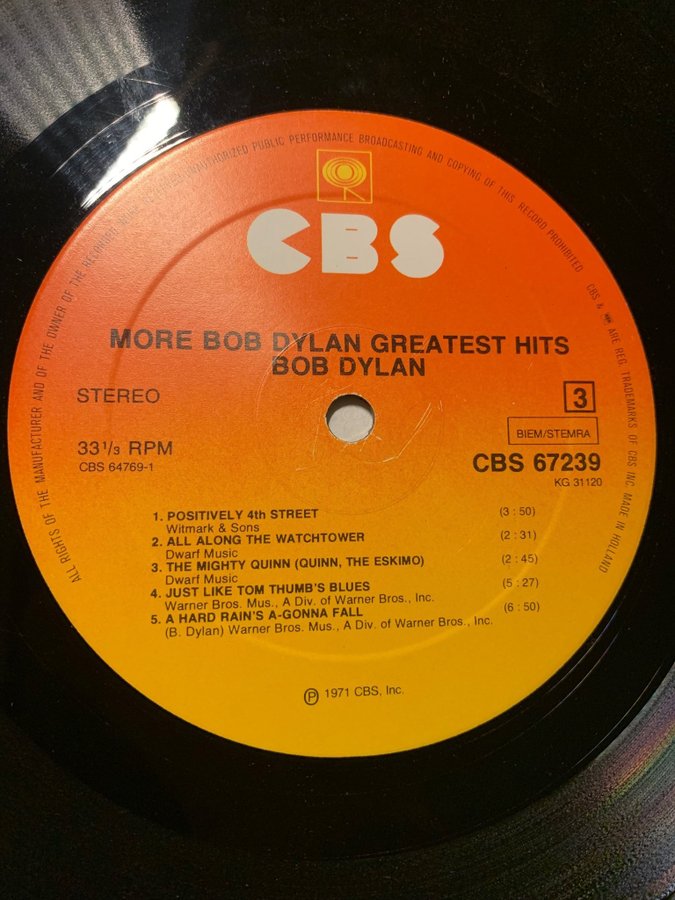 ALL RIGHTS OF THE MANUFACTURER AND OF THE OWNER OF THE RECORDED WORK RESERVED UNAUTHORIZED PUBLIC PERFORMANCE BROADCASTING AND COPYING OF THIS RECORD PROHIBITED
CBS & ARE REG. TRADEMARKS OF CBS INC. MADE IN HOLLAND
CBS
MORE BOB DYLAN GREATEST HITS
BOB DYLAN
STEREO
3
BIEM/STEMRA
33 1/3 RPM
CBS 67239
CBS 64769-1
KG 31120
1. POSITIVELY 4th STREET (3:50)
Witmark & Sons
2. ALL ALONG THE WATCHTOWER (2:31)
Dwarf Music
3. THE MIGHTY QUINN (QUINN, THE ESKIMO) (2:45)
Dwarf Music
4. JUST LIKE TOM THUMB'S BLUES (5:27)
Warner Bros. Mus., A Div. of Warner Bros., Inc.
5. A HARD RAIN'S A-GONNA FALL (6:50)
(B. Dylan) Warner Bros. Mus., A Div. of Warner Bros., Inc.
℗ 1971 CBS, Inc.